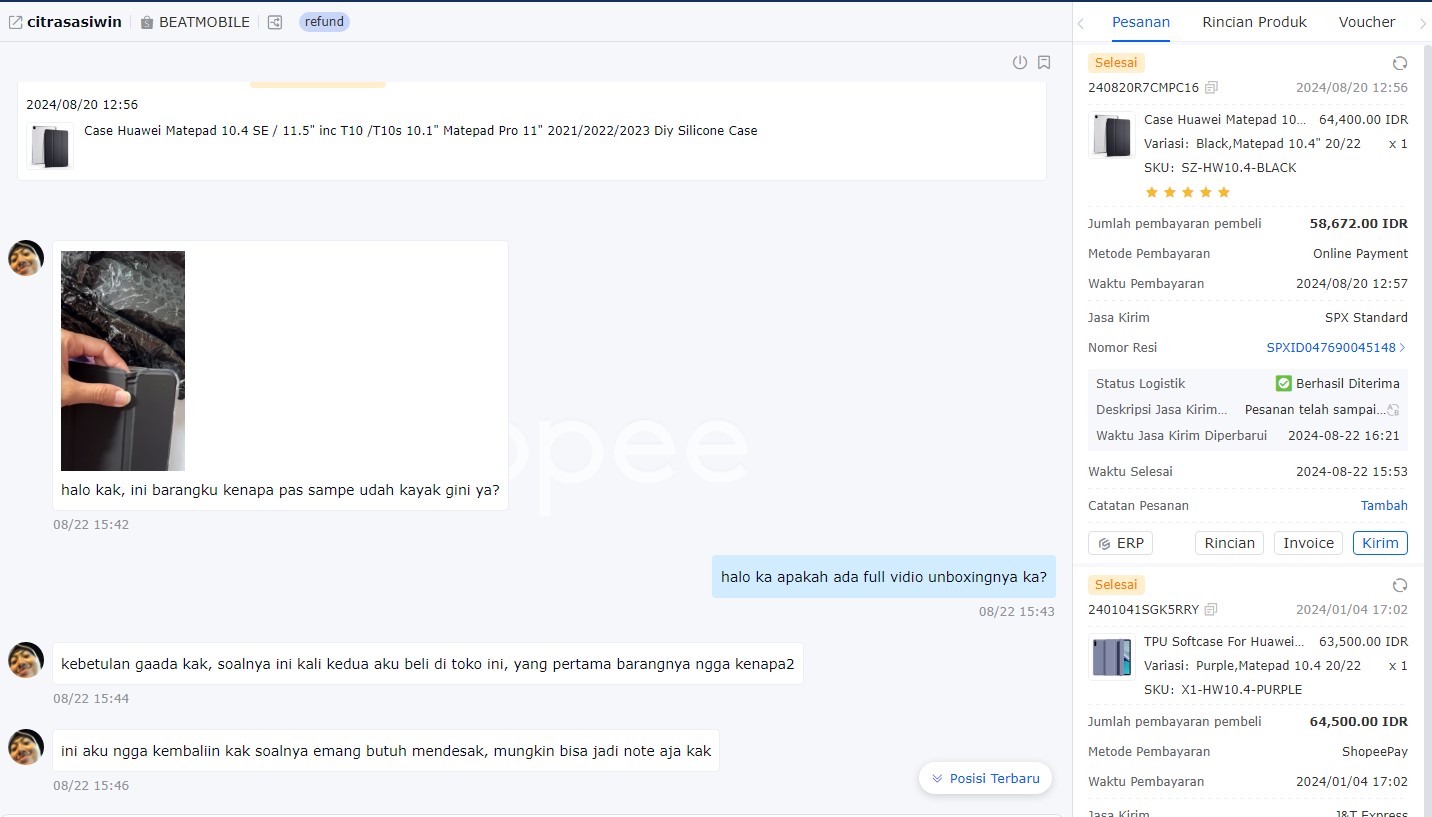 citrasasiwin
BEATMOBILE
refund
2024/08/20 12:56
Case Huawei Matepad 10.4 SE / 11.5" inc T10 /T10s 10.1" Matepad Pro 11" 2021/2022/2023 Diy Silicone Case
halo kak, ini barangku kenapa pas sampe udah kayak gini ya?
08/22 15:42
halo ka apakah ada full vidio unboxingnya ka?
08/22 15:43
kebetulan gaada kak, soalnya ini kali kedua aku beli di toko ini, yang pertama barangnya ngga kenapa2
08/22 15:44
ini aku ngga kembaliin kak soalnya emang butuh mendesak, mungkin bisa jadi note aja kak
08/22 15:46
Posisi Terbaru
opee
Pesanan Rincian Produk Voucher
Selesai
240820R7CMPC16 2024/08/20 12:56
Case Huawei Matepad 10... 64,400.00 IDR
Variasi: Black,Matepad 10.4" 20/22 x 1
SKU: SZ-HW10.4-BLACK
Jumlah pembayaran pembeli 58,672.00 IDR
Metode Pembayaran Online Payment
Waktu Pembayaran 2024/08/20 12:57
Jasa Kirim SPX Standard
Nomor Resi SPXID047690045148
Status Logistik Berhasil Diterima
Deskripsi Jasa Kirim... Pesanan telah sampai...
Waktu Jasa Kirim Diperbarui 2024-08-22 16:21
Waktu Selesai 2024-08-22 15:53
Catatan Pesanan Tambah
ERP Rincian Invoice Kirim
Selesai
2401041SGK5RRY 2024/01/04 17:02
TPU Softcase For Huawei... 63,500.00 IDR
Variasi: Purple,Matepad 10.4 20/22 x 1
SKU: X1-HW10.4-PURPLE
Jumlah pembayaran pembeli 64,500.00 IDR
Metode Pembayaran ShopeePay
Waktu Pembayaran 2024/01/04 17:02
Jasa Kirim J&T Express